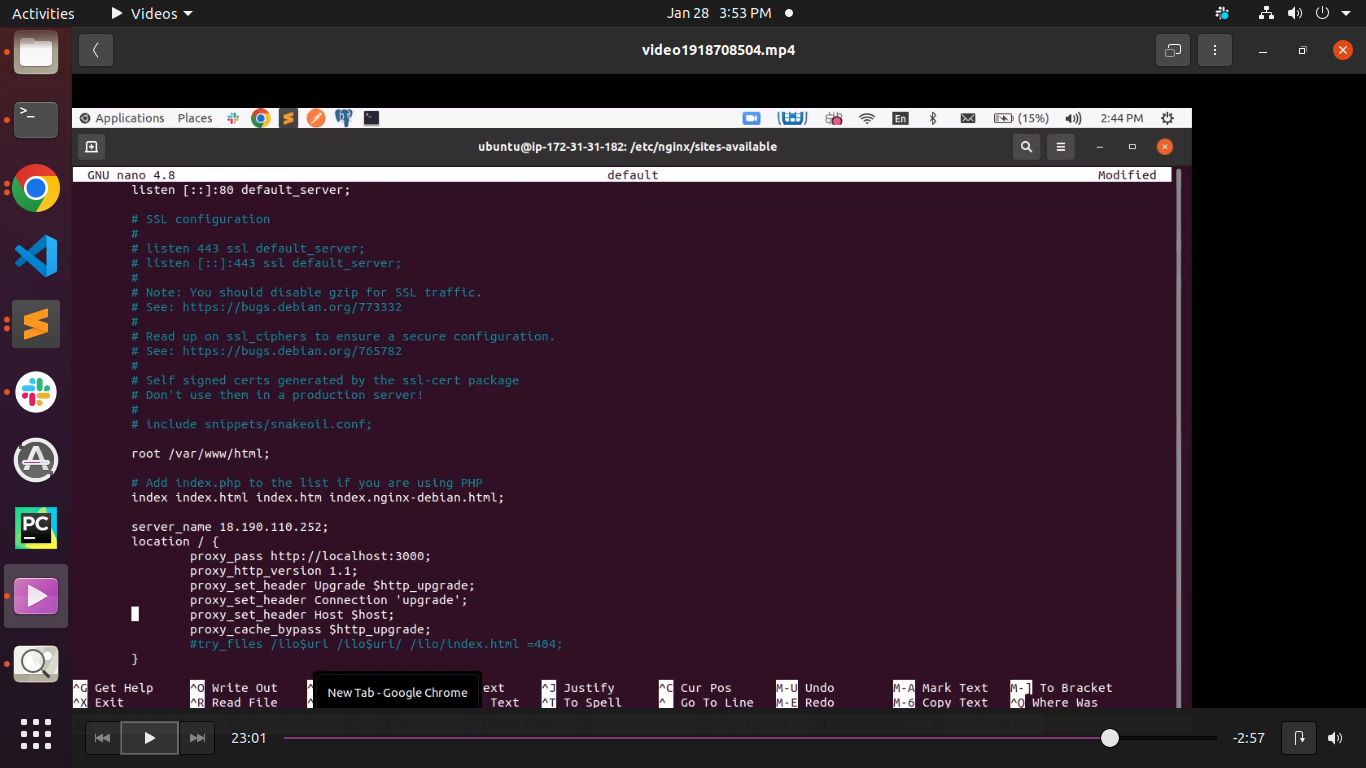 Activities Videos Jan 28 3:53 PM
video1918708504.mp4
Applications Places En (15%) 2:44 PM
ubuntu@ip-172-31-31-182: /etc/nginx/sites-available
GNU nano 4.8 default Modified
listen [::]:80 default_server;
# SSL configuration
#
# listen 443 ssl default_server;
# listen [::]:443 ssl default_server;
#
# Note: You should disable gzip for SSL traffic.
# See: https://bugs.debian.org/773332
#
# Read up on ssl_ciphers to ensure a secure configuration.
# See: https://bugs.debian.org/765782
#
# Self signed certs generated by the ssl-cert package
# Don't use them in a production server!
#
# include snippets/snakeoil.conf;
root /var/www/html;
# Add index.php to the list if you are using PHP
index index.html index.htm index.nginx-debian.html;
server_name 18.190.110.252;
location / {
proxy_pass http://localhost:3000;
proxy_http_version 1.1;
proxy_set_header Upgrade $http_upgrade;
proxy_set_header Connection 'upgrade';
proxy_set_header Host $host;
proxy_cache_bypass $http_upgrade;
#try_files /ilo$uri /ilo$uri/ /ilo/index.html =404;
}
^G Get Help ^O Write Out ext ^J Justify ^C Cur Pos M-U Undo M-A Mark Text M-] To Bracket
^X Exit ^R Read File Text ^T To Spell ^_ Go To Line M-E Redo M-6 Copy Text ^Q Where Was
New Tab - Google Chrome
23:01 -2:57
PC